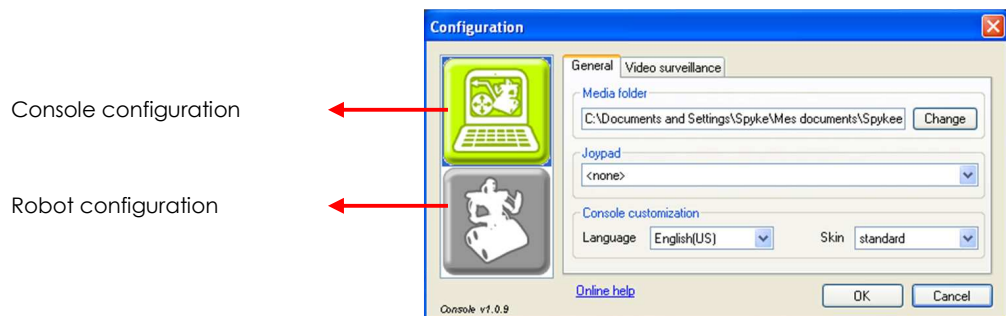 Configuration
Console configuration
Robot configuration
General Video surveillance
Media folder
C:\Documents and Settings\Spyke\Mes documents\Spykee Change
Joypad
<none>
Console customization
Language English(US) Skin standard
Online help
OK Cancel
Console v1.0.9